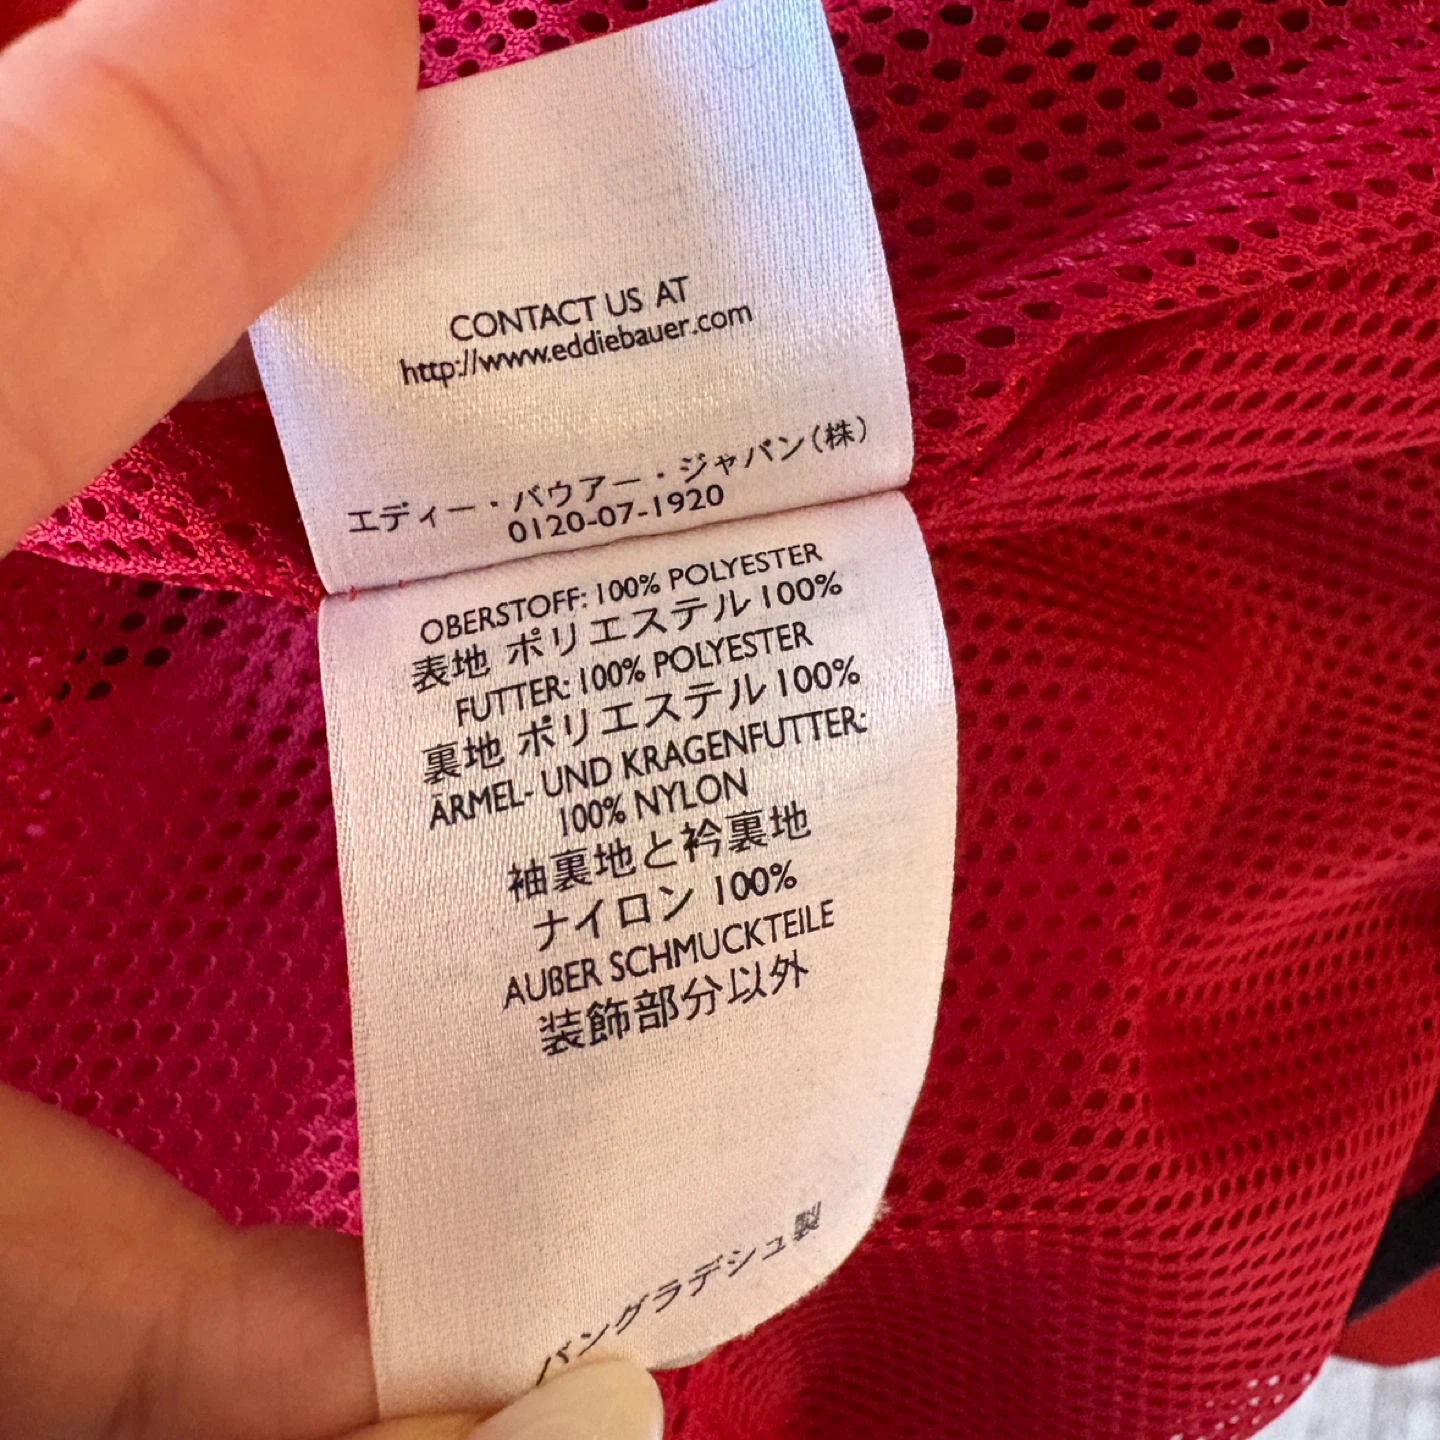 CONTACT US AT
http://www.eddiebauer.com
エディー・バウアー・ジャパン(株)
0120-07-1920
OBERSTOFF: 100% POLYESTER
表地 ポリエステル 100%
FUTTER: 100% POLYESTER
裏地 ポリエステル 100%
ÄRMEL- UND KRAGENFUTTER:
100% NYLON
袖裏地と衿裏地
ナイロン 100%
AUBER SCHMUCKTEILE
装飾部分以外
バングラデシュ製